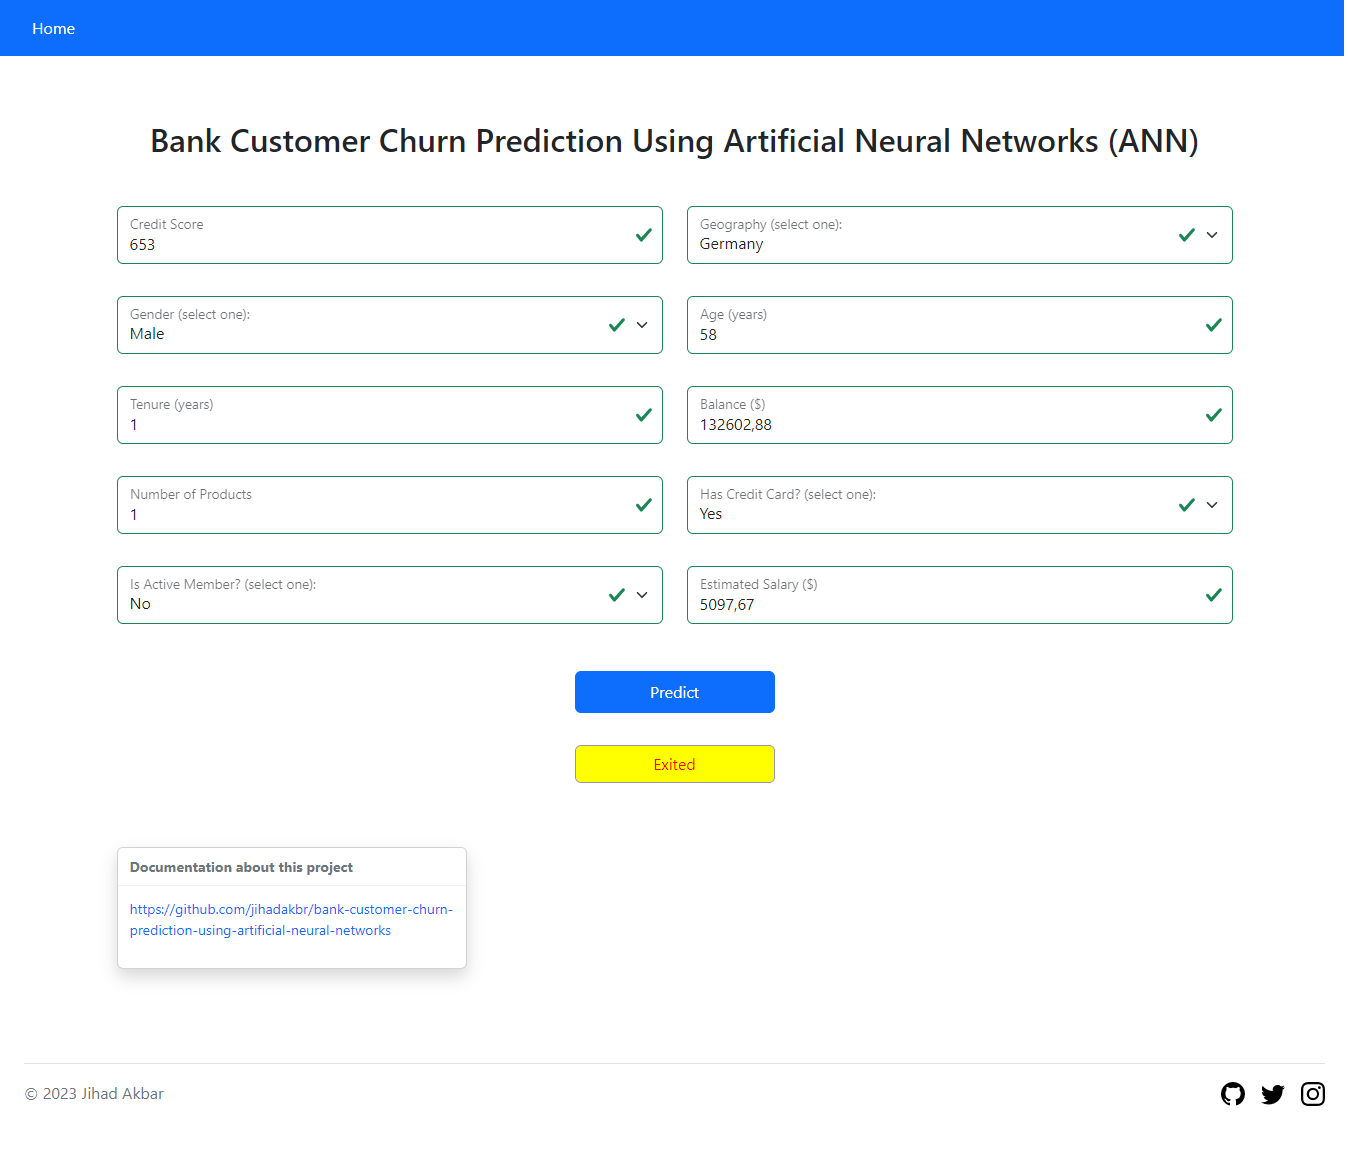 Home
Bank Customer Churn Prediction Using Artificial Neural Networks (ANN)
Credit Score
653
Geography (select one):
Germany
Gender (select one):
Male
Age (years)
58
Tenure (years)
1
Balance ($)
132602,88
Number of Products
1
Has Credit Card? (select one):
Yes
Is Active Member? (select one):
No
Estimated Salary ($)
5097,67
Predict
Exited
Documentation about this project
https://github.com/jihadakbr/bank-customer-churn-
prediction-using-artificial-neural-networks
© 2023 Jihad Akbar